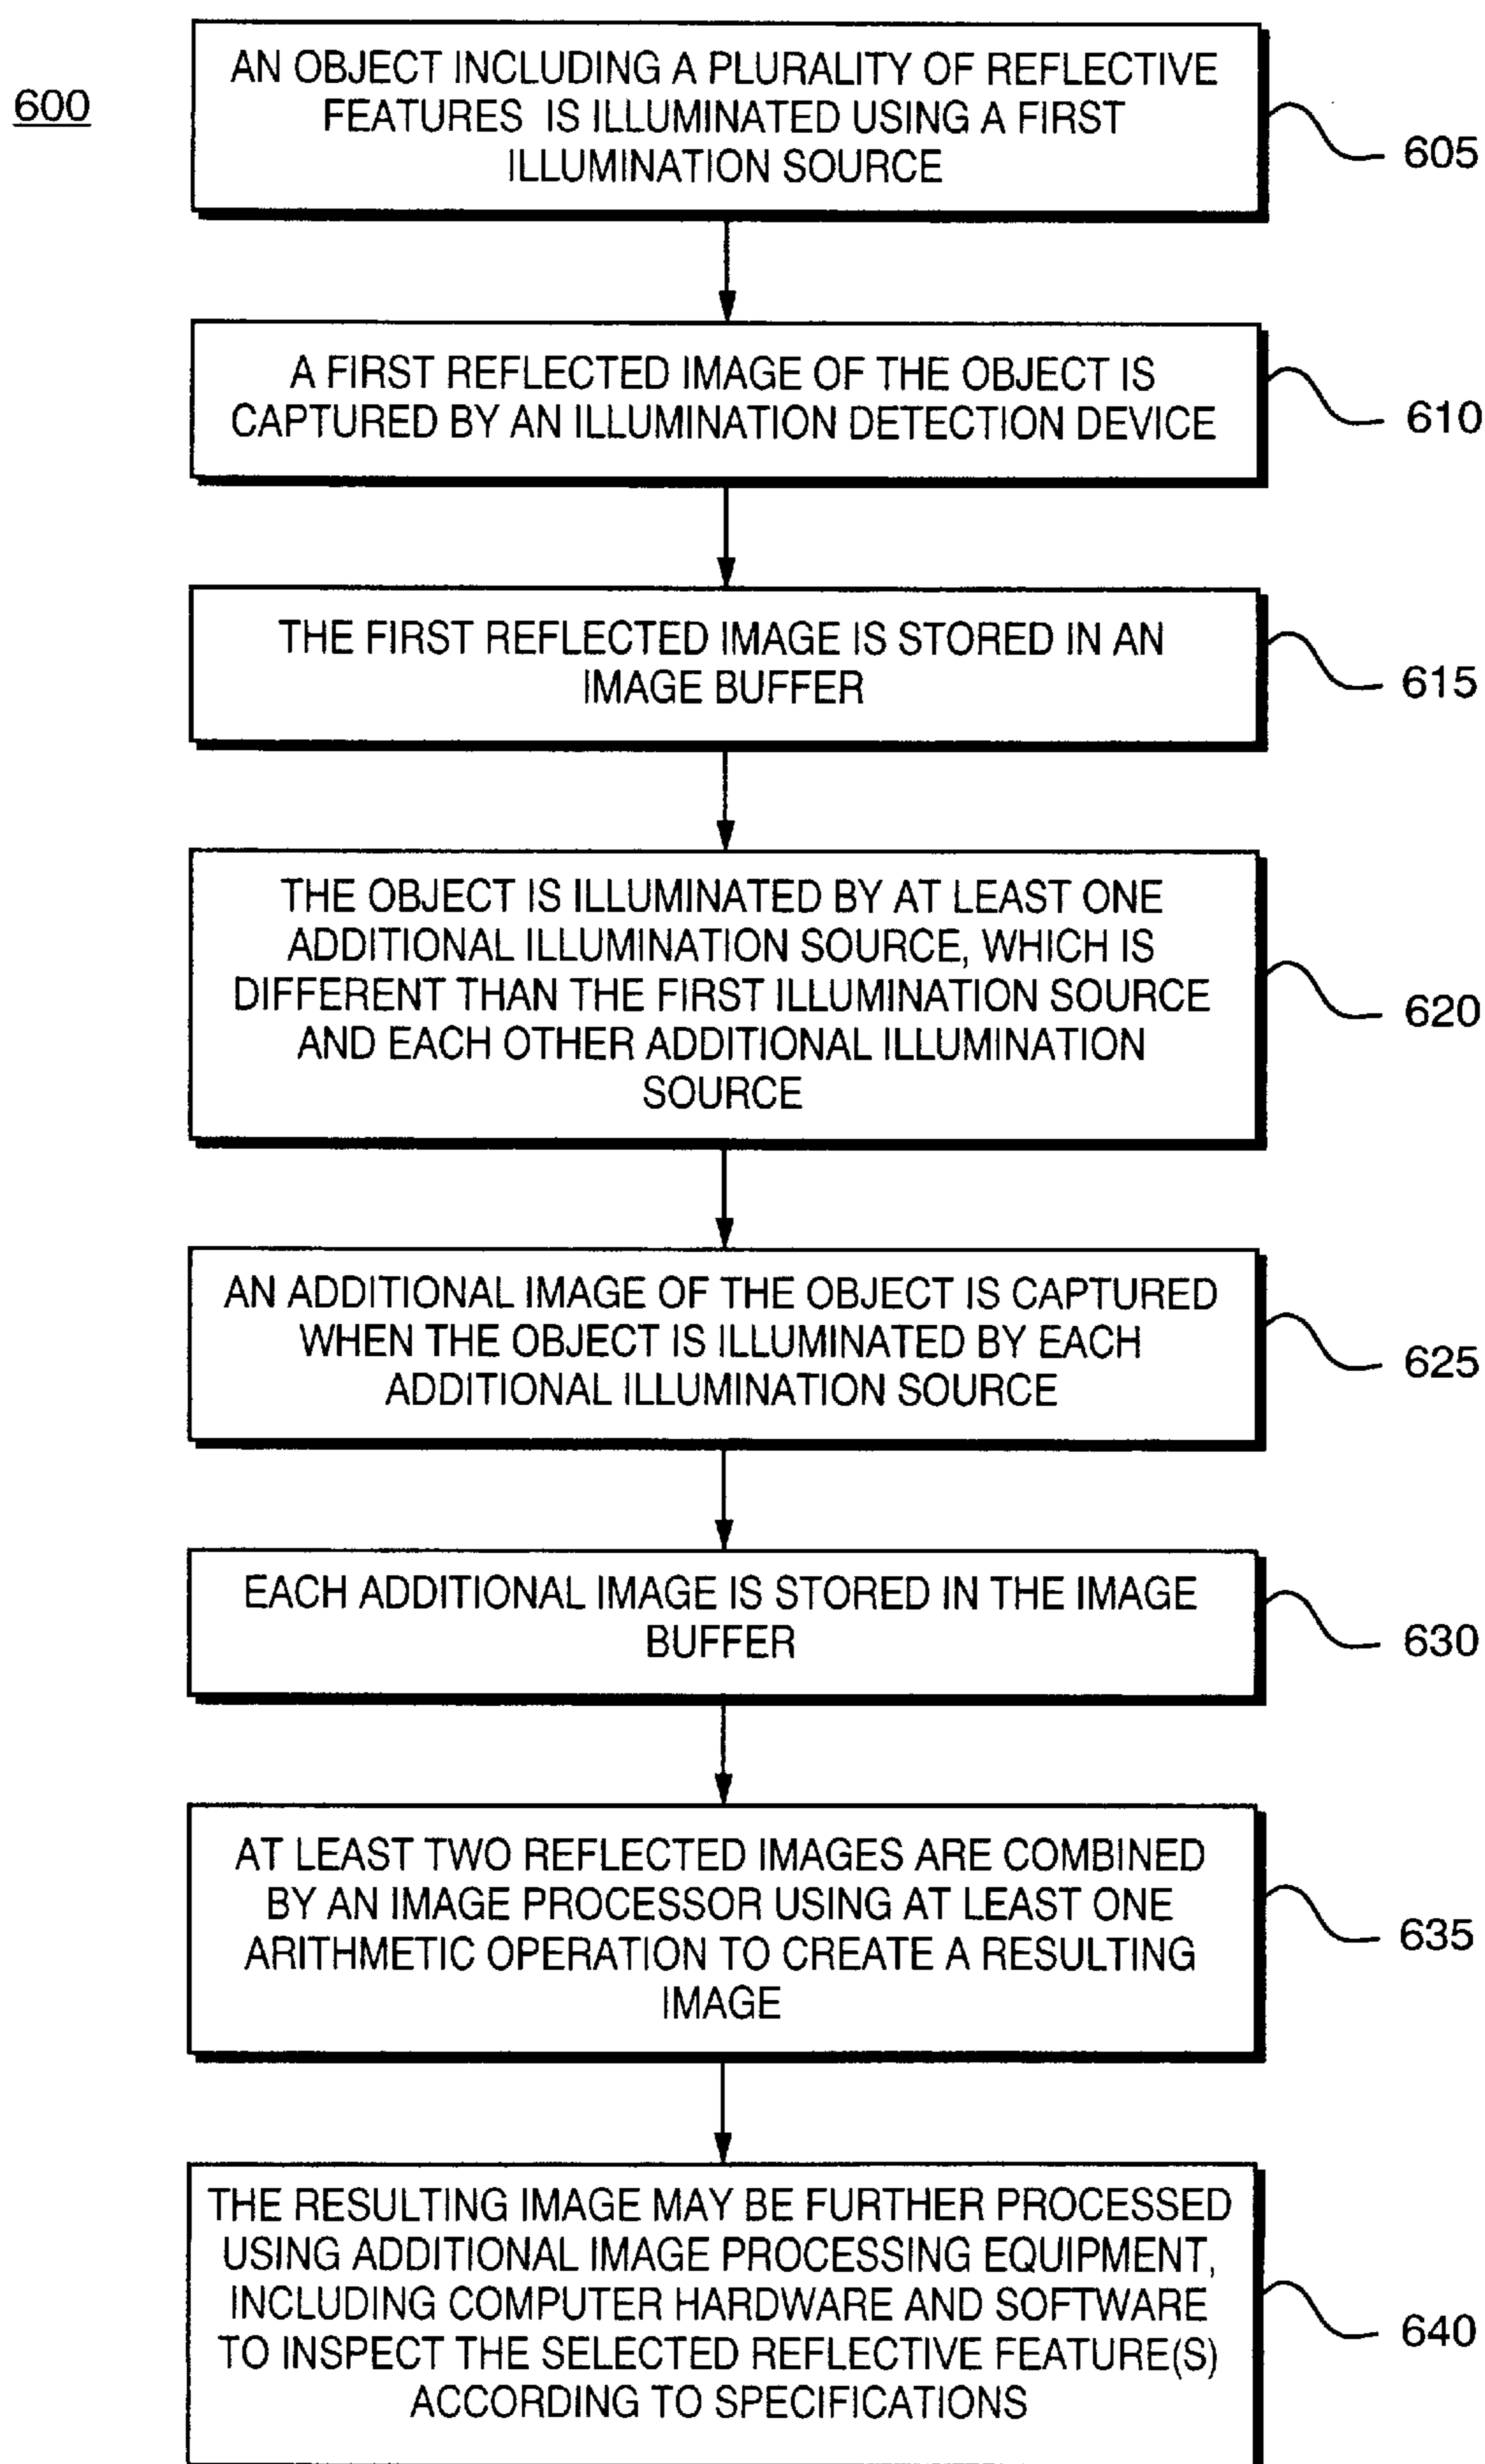 600
AN OBJECT INCLUDING A PLURALITY OF REFLECTIVE
FEATURES IS ILLUMINATED USING A FIRST
ILLUMINATION SOURCE
605
A FIRST REFLECTED IMAGE OF THE OBJECT IS
CAPTURED BY AN ILLUMINATION DETECTION DEVICE
610
THE FIRST REFLECTED IMAGE IS STORED IN AN
IMAGE BUFFER
615
THE OBJECT IS ILLUMINATED BY AT LEAST ONE
ADDITIONAL ILLUMINATION SOURCE, WHICH IS
DIFFERENT THAN THE FIRST ILLUMINATION SOURCE
AND EACH OTHER ADDITIONAL ILLUMINATION
SOURCE
620
AN ADDITIONAL IMAGE OF THE OBJECT IS CAPTURED
WHEN THE OBJECT IS ILLUMINATED BY EACH
ADDITIONAL ILLUMINATION SOURCE
625
EACH ADDITIONAL IMAGE IS STORED IN THE IMAGE
BUFFER
630
AT LEAST TWO REFLECTED IMAGES ARE COMBINED
BY AN IMAGE PROCESSOR USING AT LEAST ONE
ARITHMETIC OPERATION TO CREATE A RESULTING
IMAGE
635
THE RESULTING IMAGE MAY BE FURTHER PROCESSED
USING ADDITIONAL IMAGE PROCESSING EQUIPMENT,
INCLUDING COMPUTER HARDWARE AND SOFTWARE
TO INSPECT THE SELECTED REFLECTIVE FEATURE(S)
ACCORDING TO SPECIFICATIONS
640